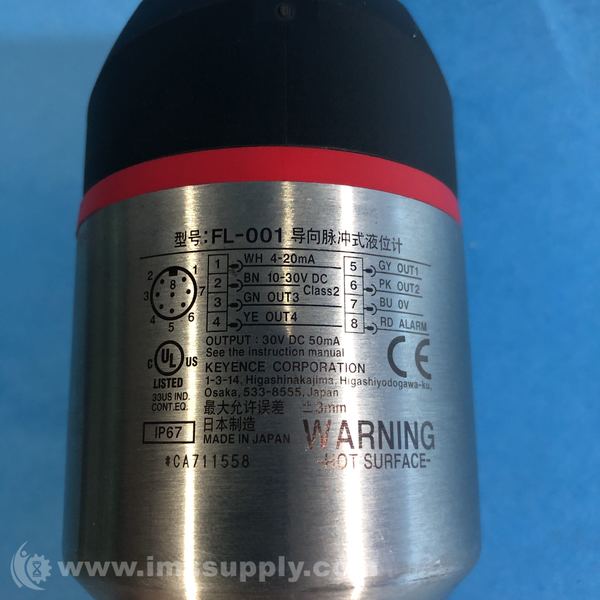 型号:FL-001 导向脉冲式液位计
1 WH 4-20mA
2 BN 10-30V DC
Class2
3 GN OUT3
4 YE OUT4
5 GY OUT1
6 PK OUT2
7 BU 0V
8 RD ALARM
2 1
8
3 7
4 6
5
OUTPUT : 30V DC 50mA
See the instruction manual
KEYENCE CORPORATION
1-3-14, Higashinakajima, Higashiyodogawa-ku,
Osaka, 533-8555, Japan
C UL US
LISTED
33US IND.
CONT.EQ.
CE
最大允许误差 ±3mm
IP67
日本制造
MADE IN JAPAN
WARNING
-HOT SURFACE-
*CA711558
www.imssupply.com